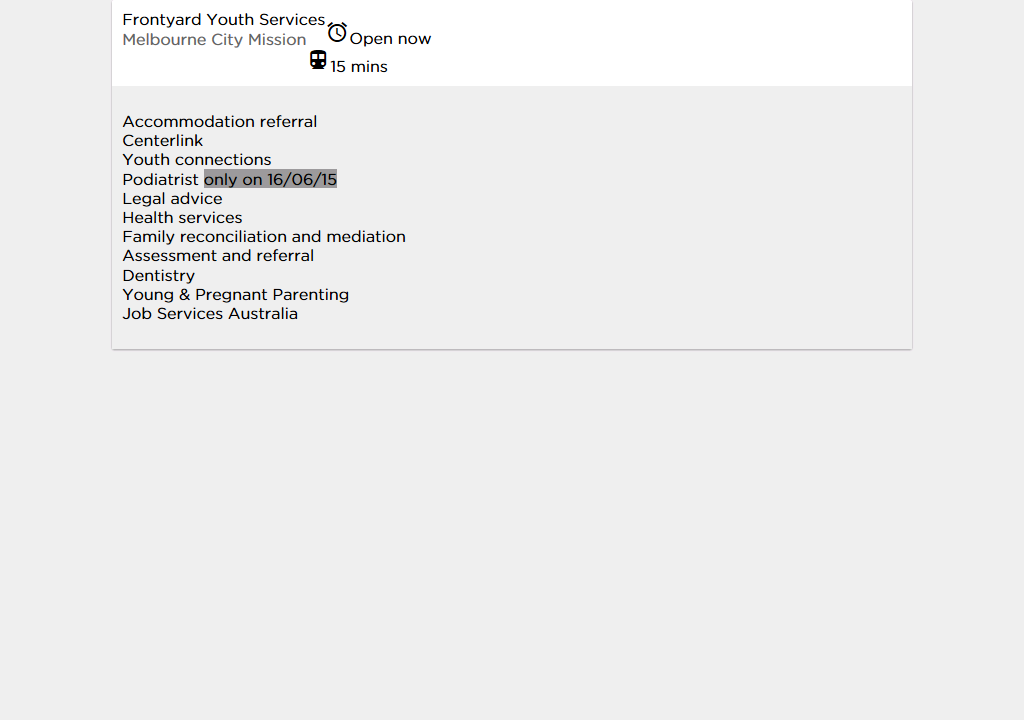 Frontyard Youth Services
Melbourne City Mission
Open now
15 mins
Accommodation referral
Centerlink
Youth connections
Podiatrist only on 16/06/15
Legal advice
Health services
Family reconciliation and mediation
Assessment and referral
Dentistry
Young & Pregnant Parenting
Job Services Australia